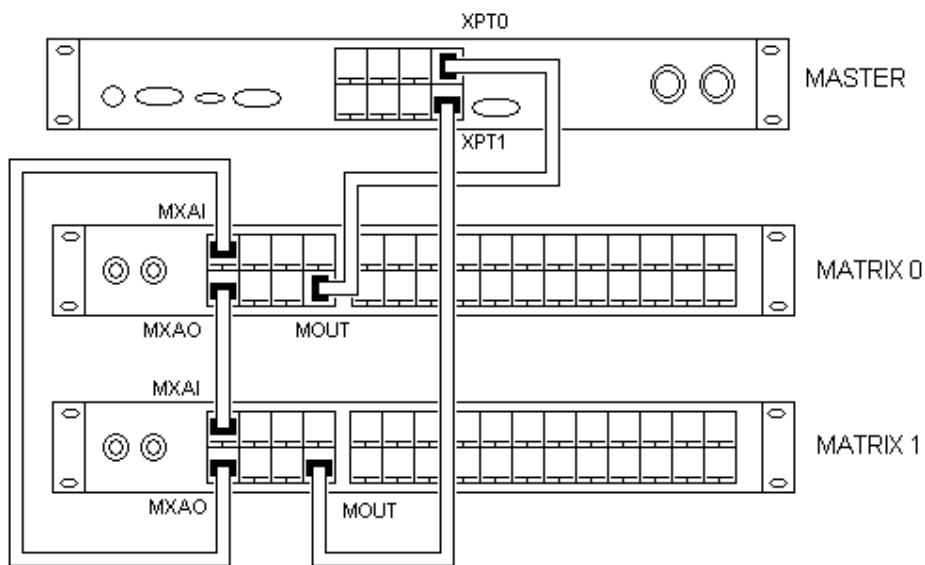 XPT0
MASTER
XPT1
MXAI
MATRIX 0
MXAO
MOUT
MXAI
MATRIX 1
MXAO
MOUT